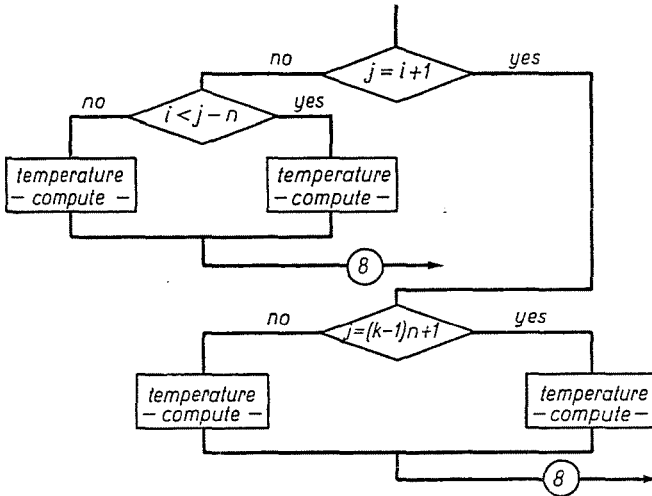 no
j = i+1
yes
no
i < j – n
yes
temperature
– compute –
temperature
– compute –
8
no
j=(k–1)n+1
yes
temperature
– compute –
temperature
– compute –
8